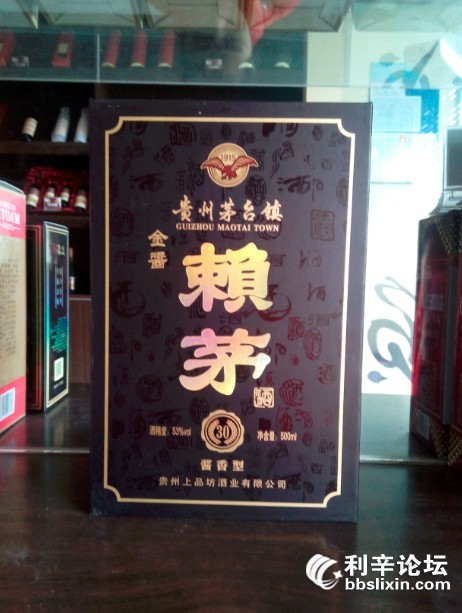 1915
贵州茅台镇
GUIZHOU MAOTAI TOWN
金酱
賴茅
酒精度：53%vol
30
净含量：500ml
酱香型
贵州上品坊酒业有限公司
利辛论坛
bbslixin.com